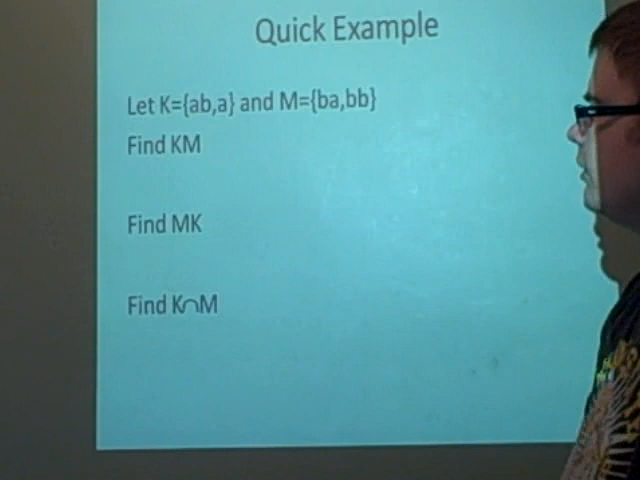 Quick Example
Let K={ab,a} and M={ba,bb}
Find KM
Find MK
Find K∩M